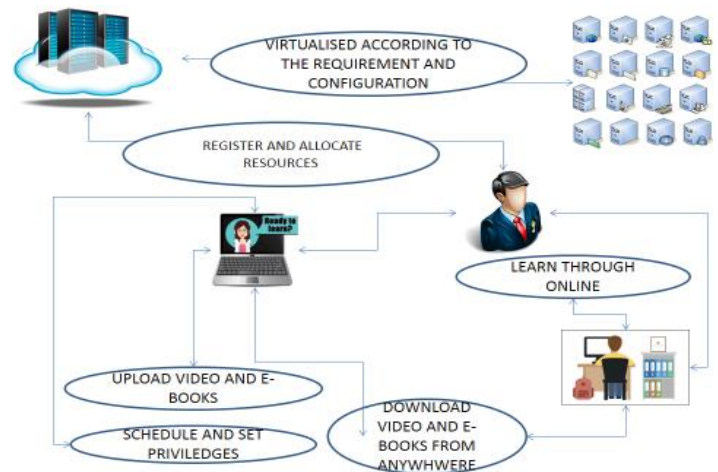 VIRTUALISED ACCORDING TO
THE REQUIREMENT AND
CONFIGURATION
REGISTER AND ALLOCATE
RESOURCES
Ready to
learn?
LEARN THROUGH
ONLINE
UPLOAD VIDEO AND E-
BOOKS
DOWNLOAD
VIDEO AND E-
BOOKS FROM
ANYWHWERE
SCHEDULE AND SET
PRIVILEDGES